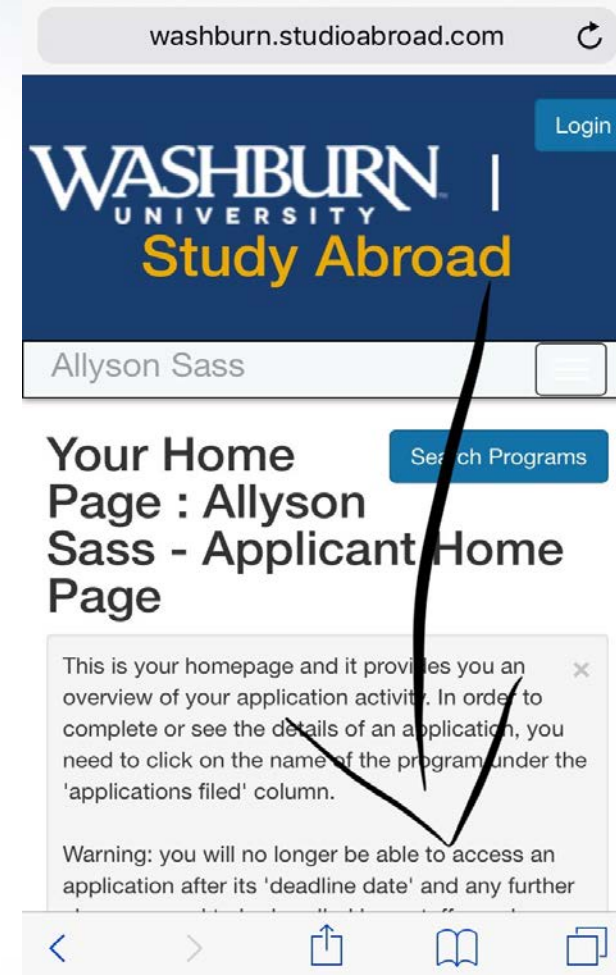 washburn.studioabroad.com
Login
WASHBURN
UNIVERSITY
Study Abroad
Allyson Sass
Your Home
Page : Allyson
Sass - Applicant Home
Page
Search Programs
This is your homepage and it provides you an
overview of your application activity. In order to
complete or see the details of an application, you
need to click on the name of the program under the
'applications filed' column.
Warning: you will no longer be able to access an
application after its 'deadline date' and any further